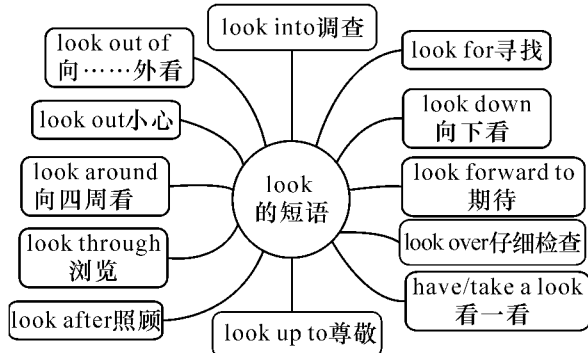 look into调查
look out of
向……外看
look for寻找
look out小心
look down
向下看
look around
向四周看
look
的短语
look forward to
期待
look through
浏览
look over仔细检查
look after照顾
have/take a look
看一看
look up to尊敬